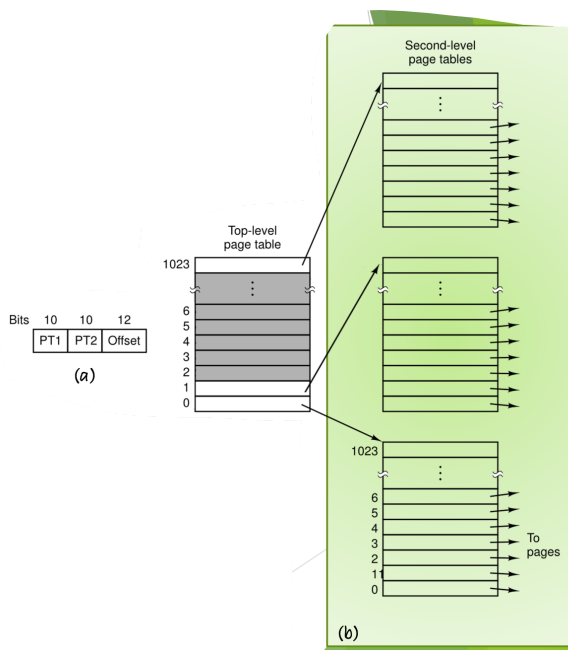 Second-level
page tables
Top-level
page table
1023
6
5
4
3
2
1
0
Bits 10 10 12
PT1 PT2 Offset
(a)
1023
6
5
4
3
2
11
0
To
pages
(b)